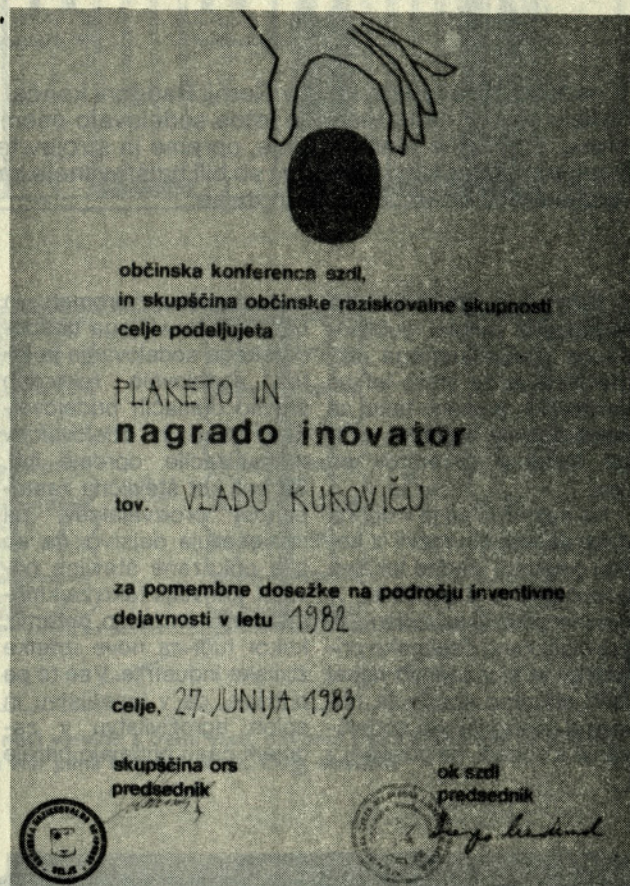 občinska konferenca szdl,
in skupščina občinske raziskovalne skupnosti
celje podeljujeta
PLAKETO IN
nagrado inovator
tov. VLADU KUKOVIČU
za pomembne dosežke na področju inventivne
dejavnosti v letu 1982
celje, 27. JUNIJA 1983
skupščina ors
predsednik
ok szdl
predsednik